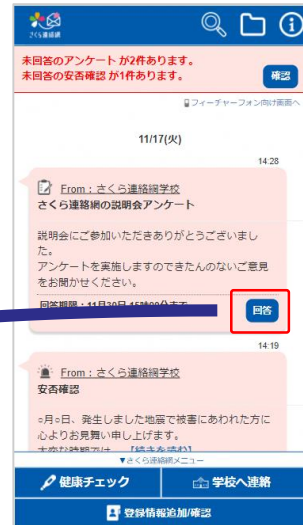 さくら連絡網
未回答のアンケートが2件あります。
未回答の安否確認が1件あります。
確認
フィーチャーフォン向け画面へ
11/17(火)
14:28
From：さくら連絡網学校
さくら連絡網の説明会アンケート
説明会にご参加いただきありがとうございまし
た。
アンケートを実施しますのできたんのないご意見
をお聞かせください。
回答期限：11月30日 15時00分まで
回答
14:19
From：さくら連絡網学校
安否確認
○月○日、発生しました地震で被害にあわれた方に
心よりお見舞い申し上げます。
【続きを読む】
▼さくら連絡網メニュー
健康チェック
学校へ連絡
登録情報追加/確認